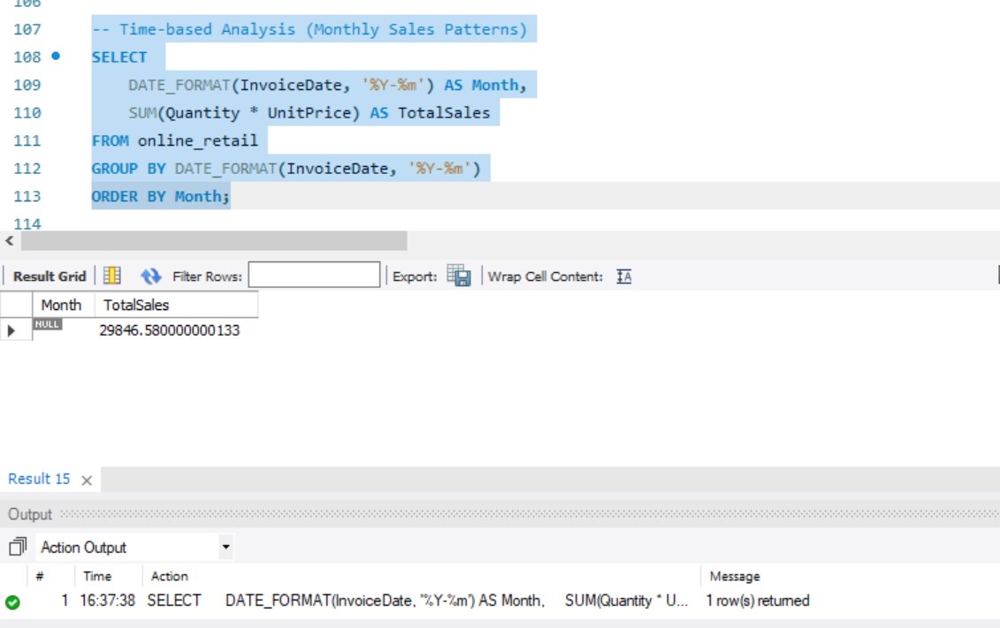 106
107 -- Time-based Analysis (Monthly Sales Patterns)
108 SELECT
109 DATE_FORMAT(InvoiceDate, '%Y-%m') AS Month,
110 SUM(Quantity * UnitPrice) AS TotalSales
111 FROM online_retail
112 GROUP BY DATE_FORMAT(InvoiceDate, '%Y-%m')
113 ORDER BY Month;
114
Result Grid Filter Rows: Export: Wrap Cell Content: IA
Month TotalSales
NULL 29846.580000000133
Result 15 ×
Output
Action Output
# Time Action Message
1 16:37:38 SELECT DATE_FORMAT(InvoiceDate, '%Y-%m') AS Month, SUM(Quantity * U... 1 row(s) returned